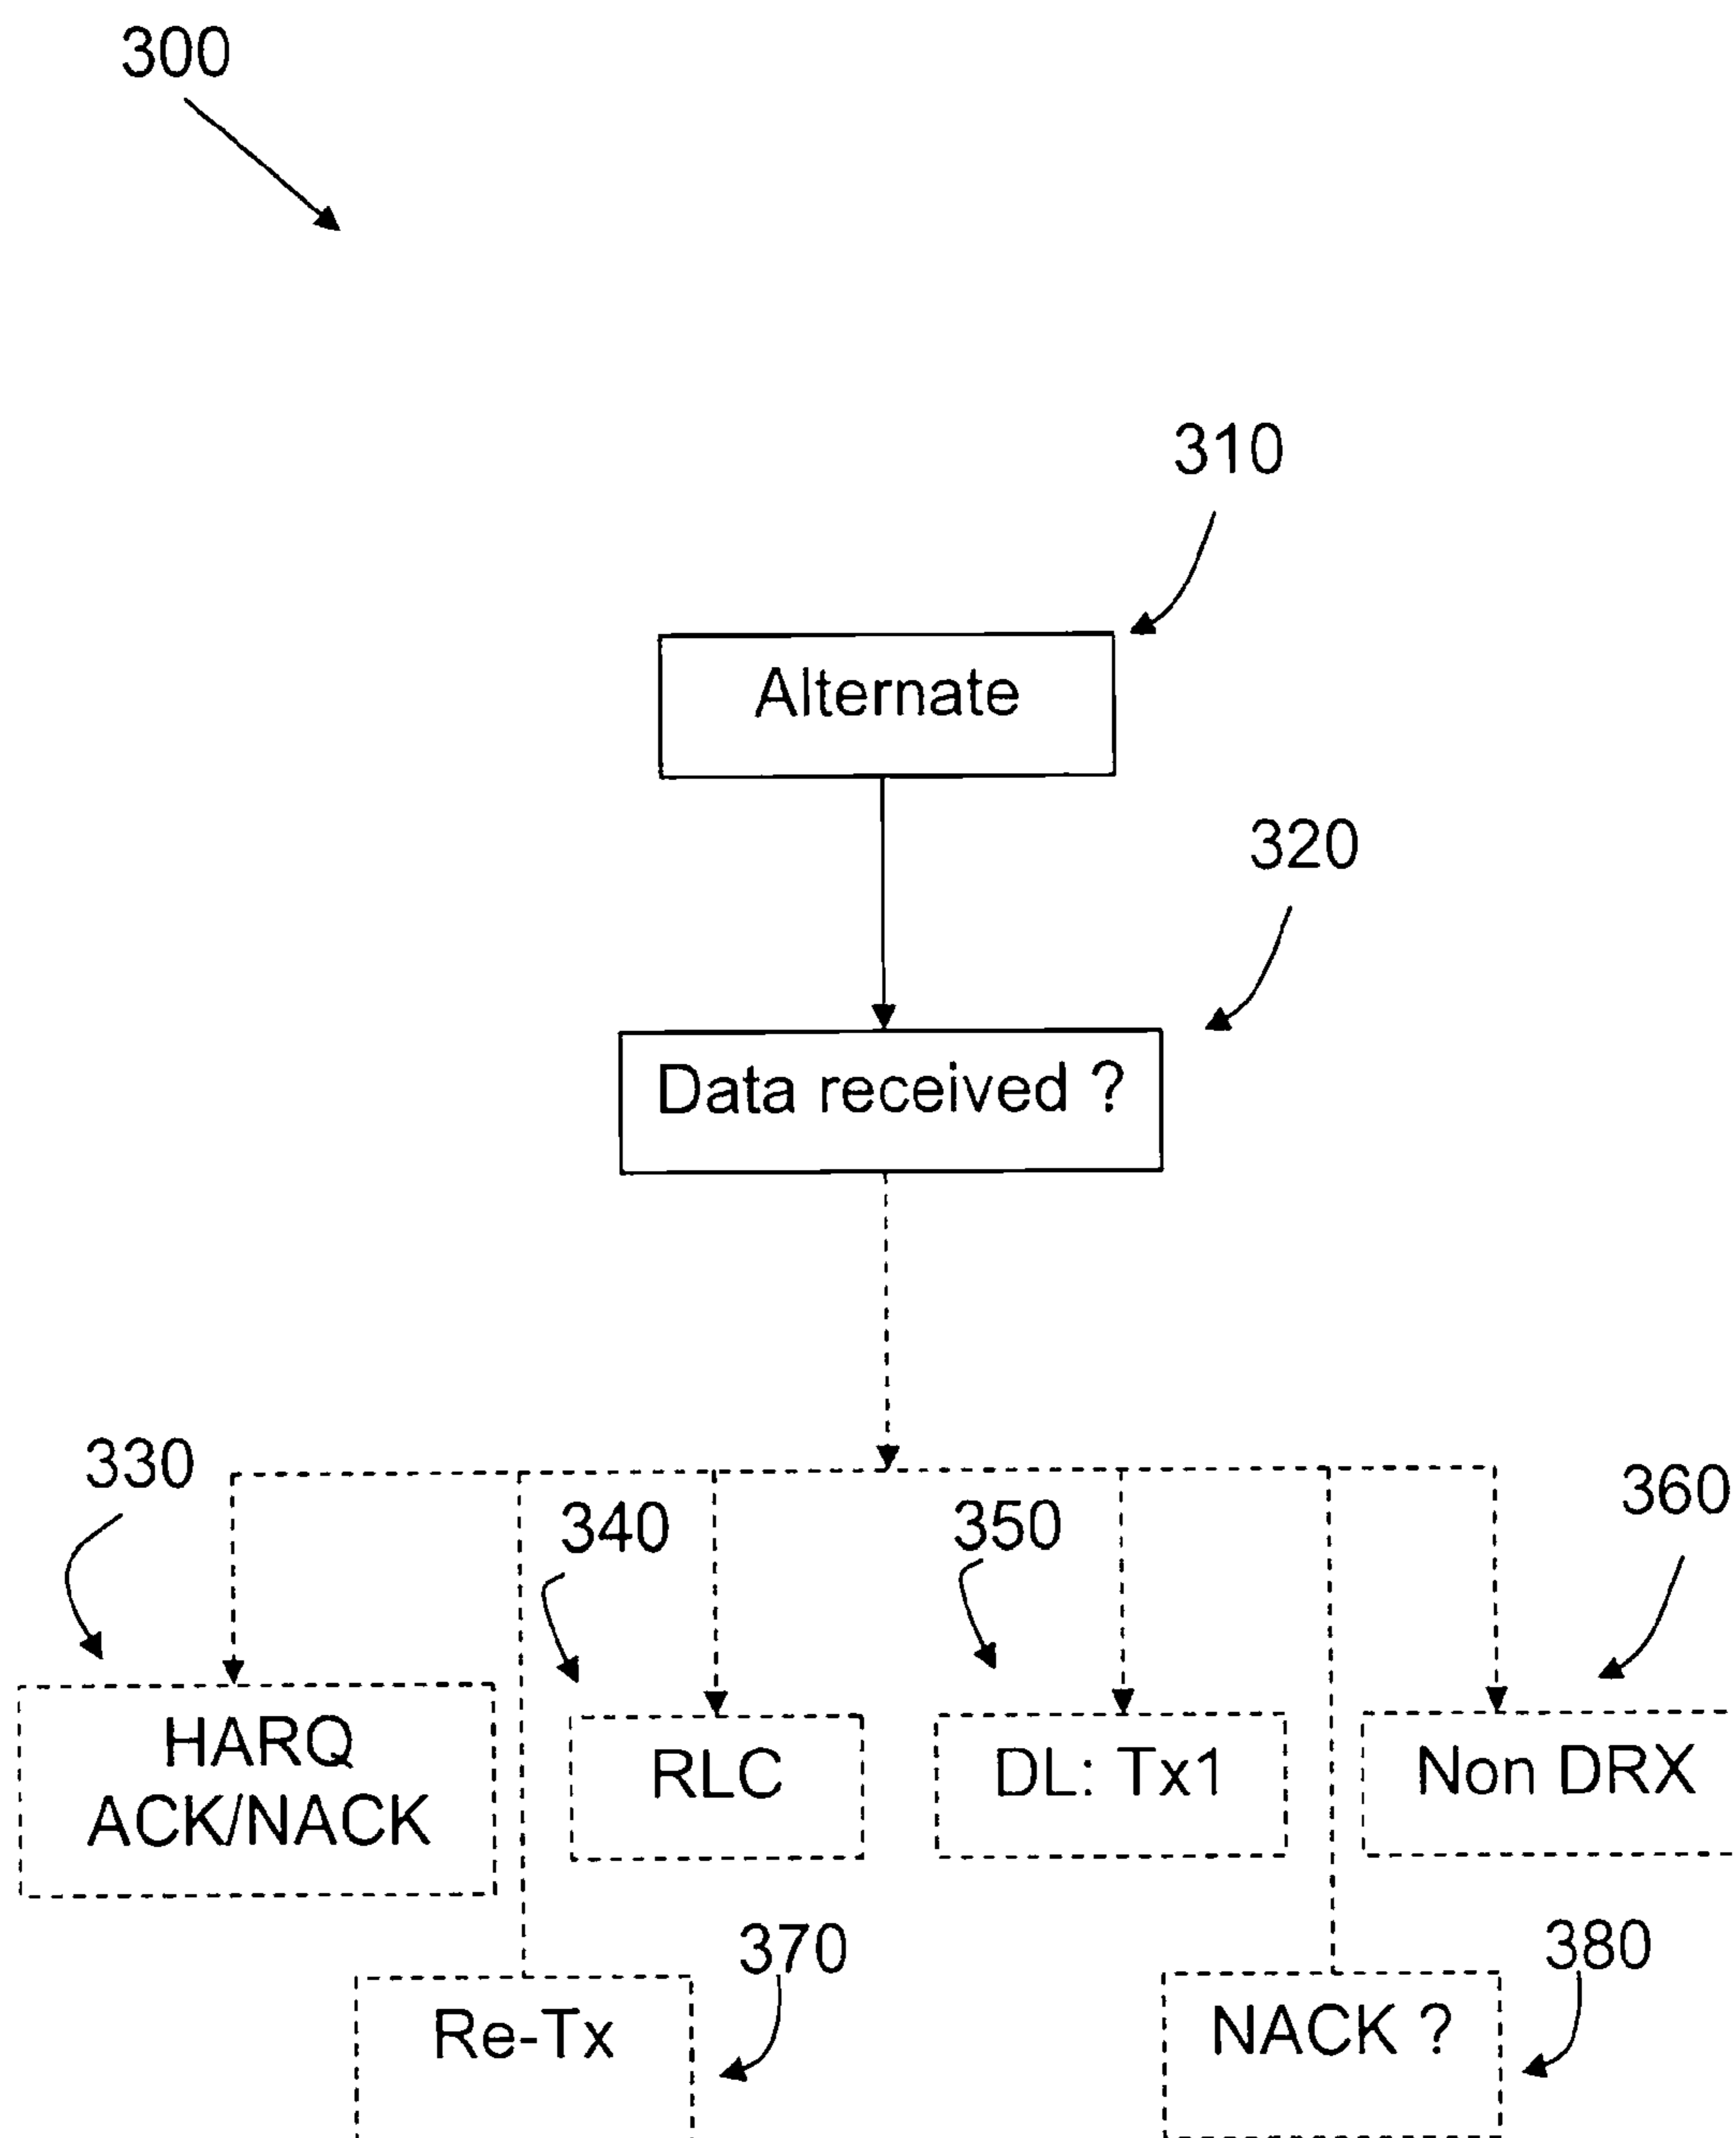 300
310
Alternate
320
Data received ?
330
340
350
360
HARQ
ACK/NACK
RLC
DL: Tx1
Non DRX
370
380
Re-Tx
NACK ?